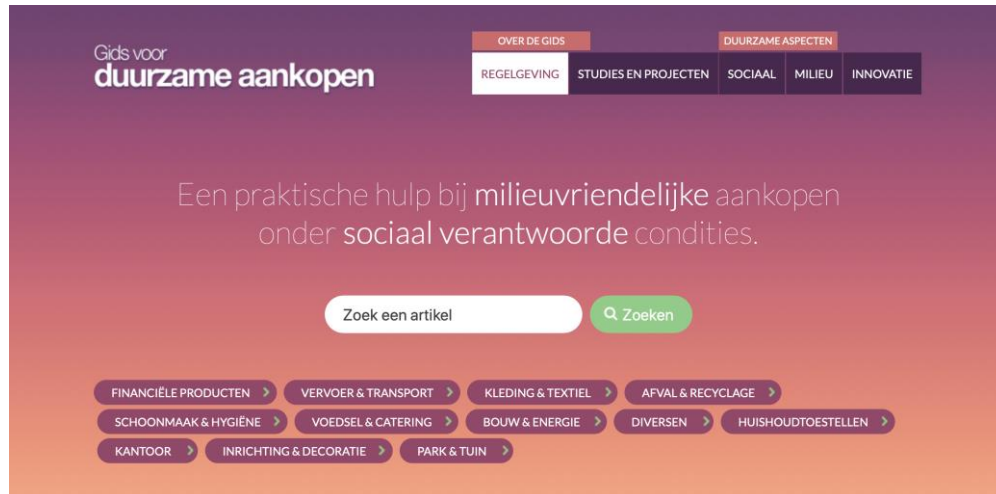 Gids voor
duurzame aankopen
OVER DE GIDS
DUURZAME ASPECTEN
REGELGEVING
STUDIES EN PROJECTEN
SOCIAAL
MILIEU
INNOVATIE
Een praktische hulp bij milieuvriendelijke aankopen
onder sociaal verantwoorde condities.
Zoek een artikel
Zoeken
FINANCIËLE PRODUCTEN
VERVOER & TRANSPORT
KLEDING & TEXTIEL
AFVAL & RECYCLAGE
SCHOONMAAK & HYGIËNE
VOEDSEL & CATERING
BOUW & ENERGIE
DIVERSEN
HUISHOUDTOESTELLEN
KANTOOR
INRICHTING & DECORATIE
PARK & TUIN